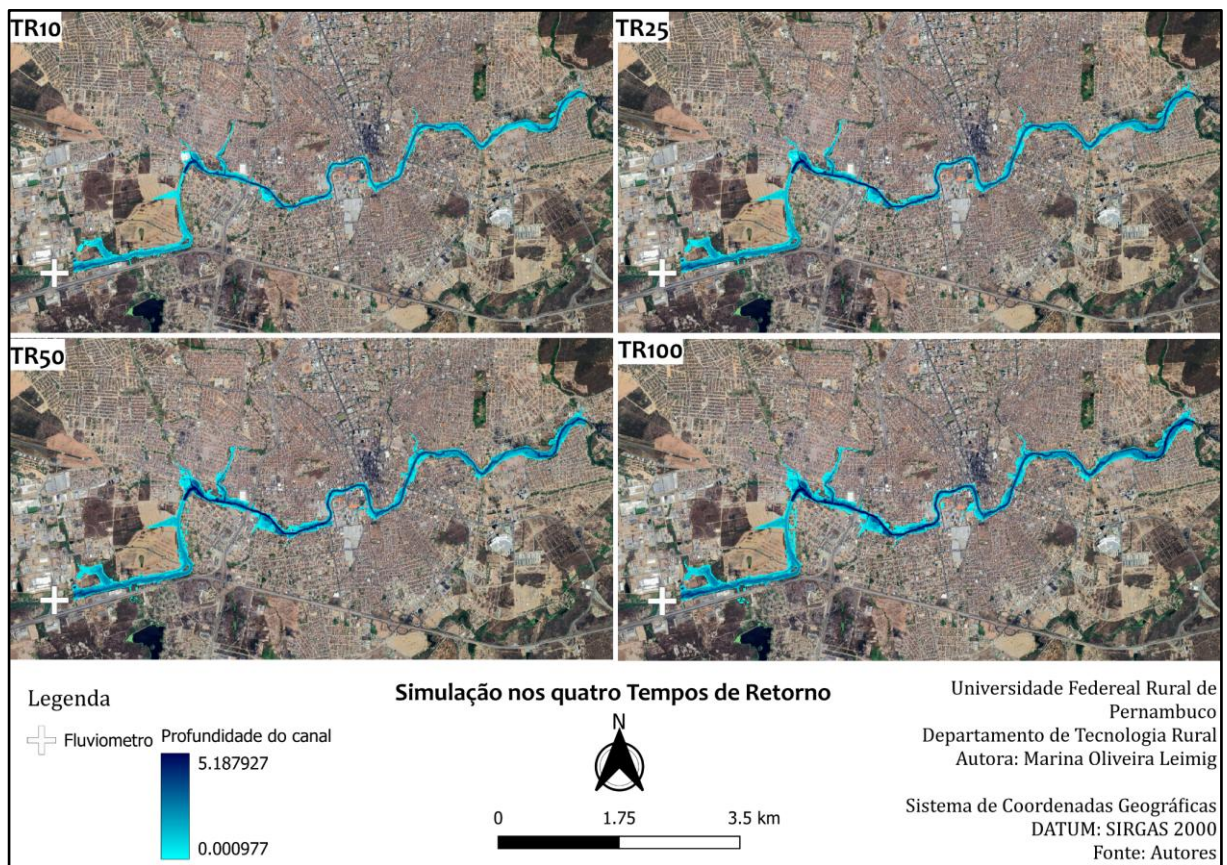 TR10
TR25
TR50
TR100
Legenda
Fluviometro
Profundidade do canal
5.187927
0.000977
Simulação nos quatro Tempos de Retorno
N
0 1.75 3.5 km
Universidade Federeal Rural de
Pernambuco
Departamento de Tecnologia Rural
Autora: Marina Oliveira Leimig
Sistema de Coordenadas Geográficas
DATUM: SIRGAS 2000
Fonte: Autores